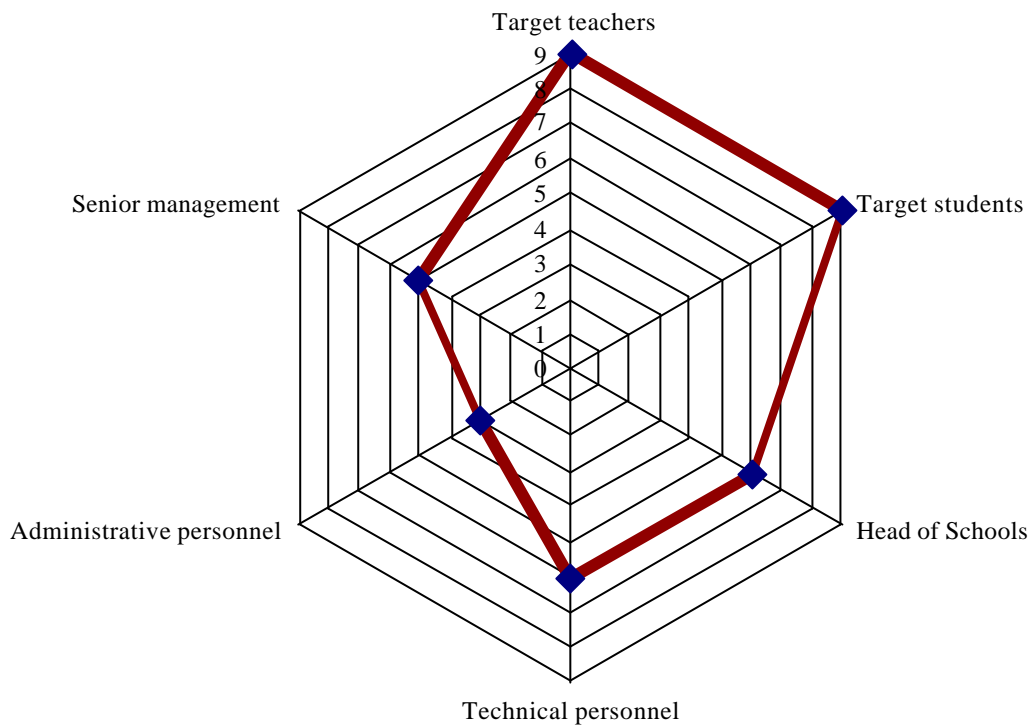 Target teachers
9
8
7
6
Senior management
Target students
5
4
3
2
1
0
Administrative personnel
Head of Schools
Technical personnel